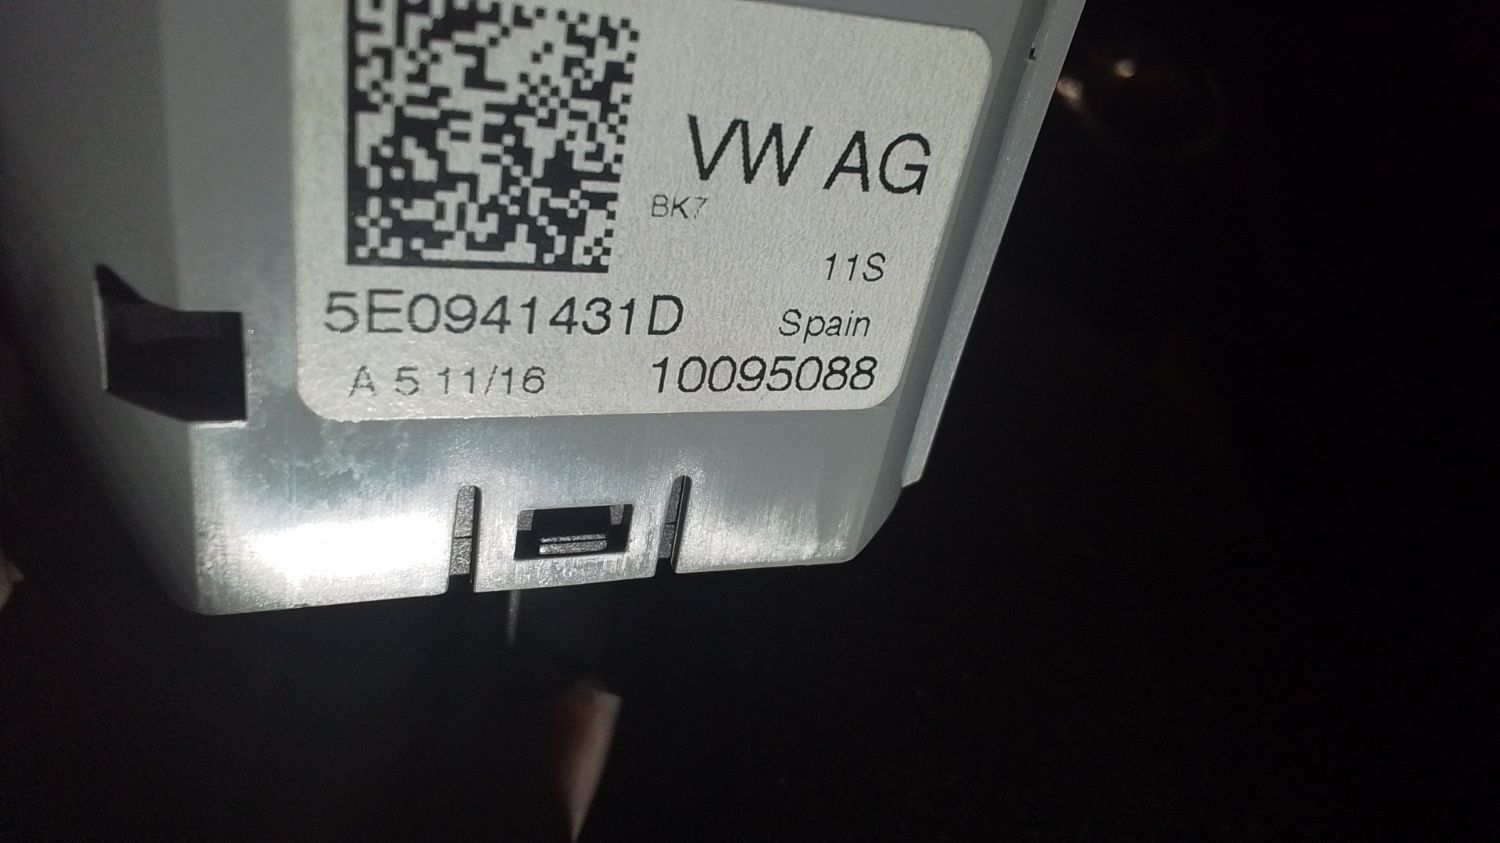 VW AG
BK7
11S
5E0941431D Spain
A 5 11/16 10095088